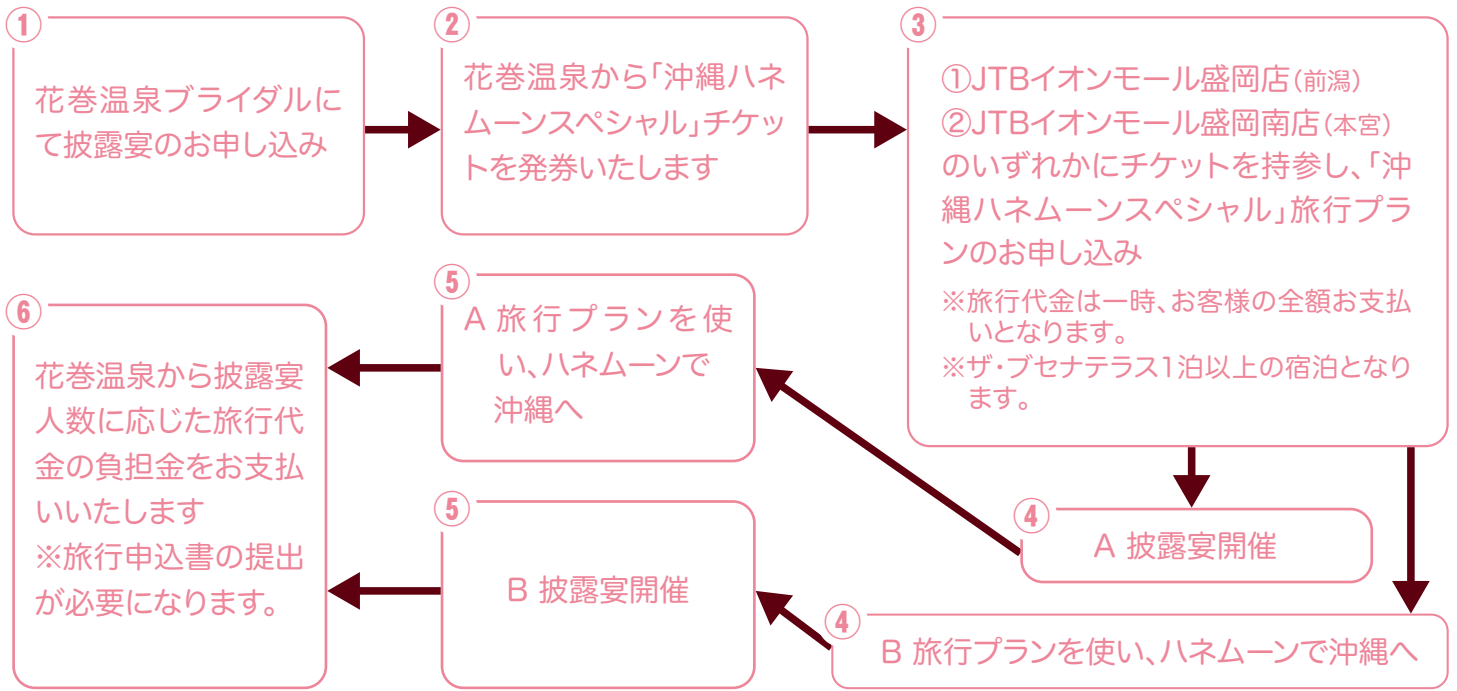 ①
花巻温泉ブライダルに
て披露宴のお申し込み
②
花巻温泉から「沖縄ハネ
ムーンスペシャル」チケッ
トを発券いたします
③
①JTBイオンモール盛岡店(前潟)
②JTBイオンモール盛岡南店(本宮)
のいずれかにチケットを持参し、「沖
縄ハネムーンスペシャル」旅行プラ
ンのお申し込み
※旅行代金は一時、お客様の全額お支払
いとなります。
※ザ・ブセナテラス1泊以上の宿泊となり
ます。
④
A 披露宴開催
④
B 旅行プランを使い、ハネムーンで沖縄へ
⑤
A 旅行プランを使
い、ハネムーンで
沖縄へ
⑤
B 披露宴開催
⑥
花巻温泉から披露宴
人数に応じた旅行代
金の負担金をお支払
いいたします
※旅行申込書の提出
が必要になります。